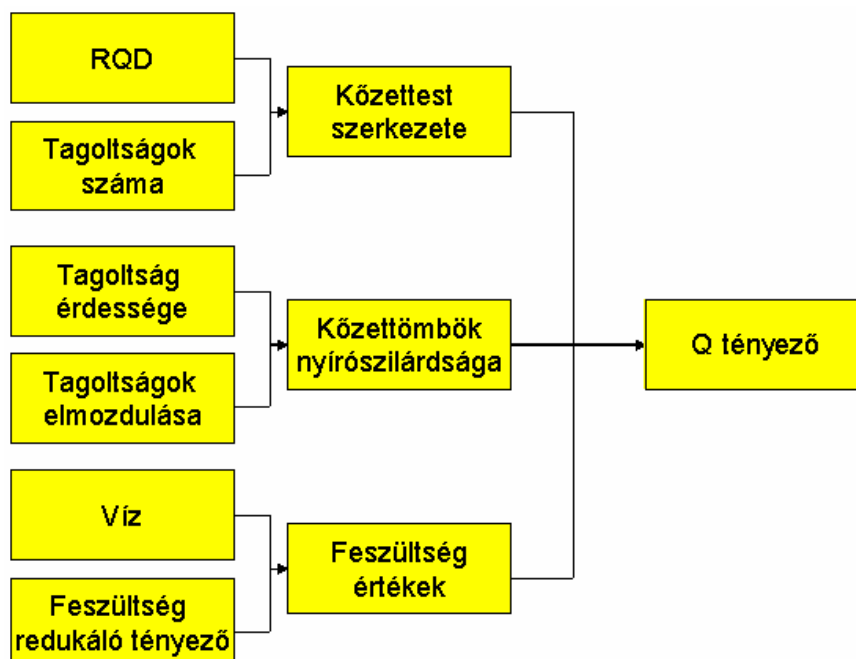 RQD
Tagoltságok
száma
Kőzettest
szerkezete
Tagoltság
érdessége
Tagoltságok
elmozdulása
Kőzettömbök
nyírószilárdsága
Q tényező
Víz
Feszültség
redukáló tényező
Feszültség
értékek